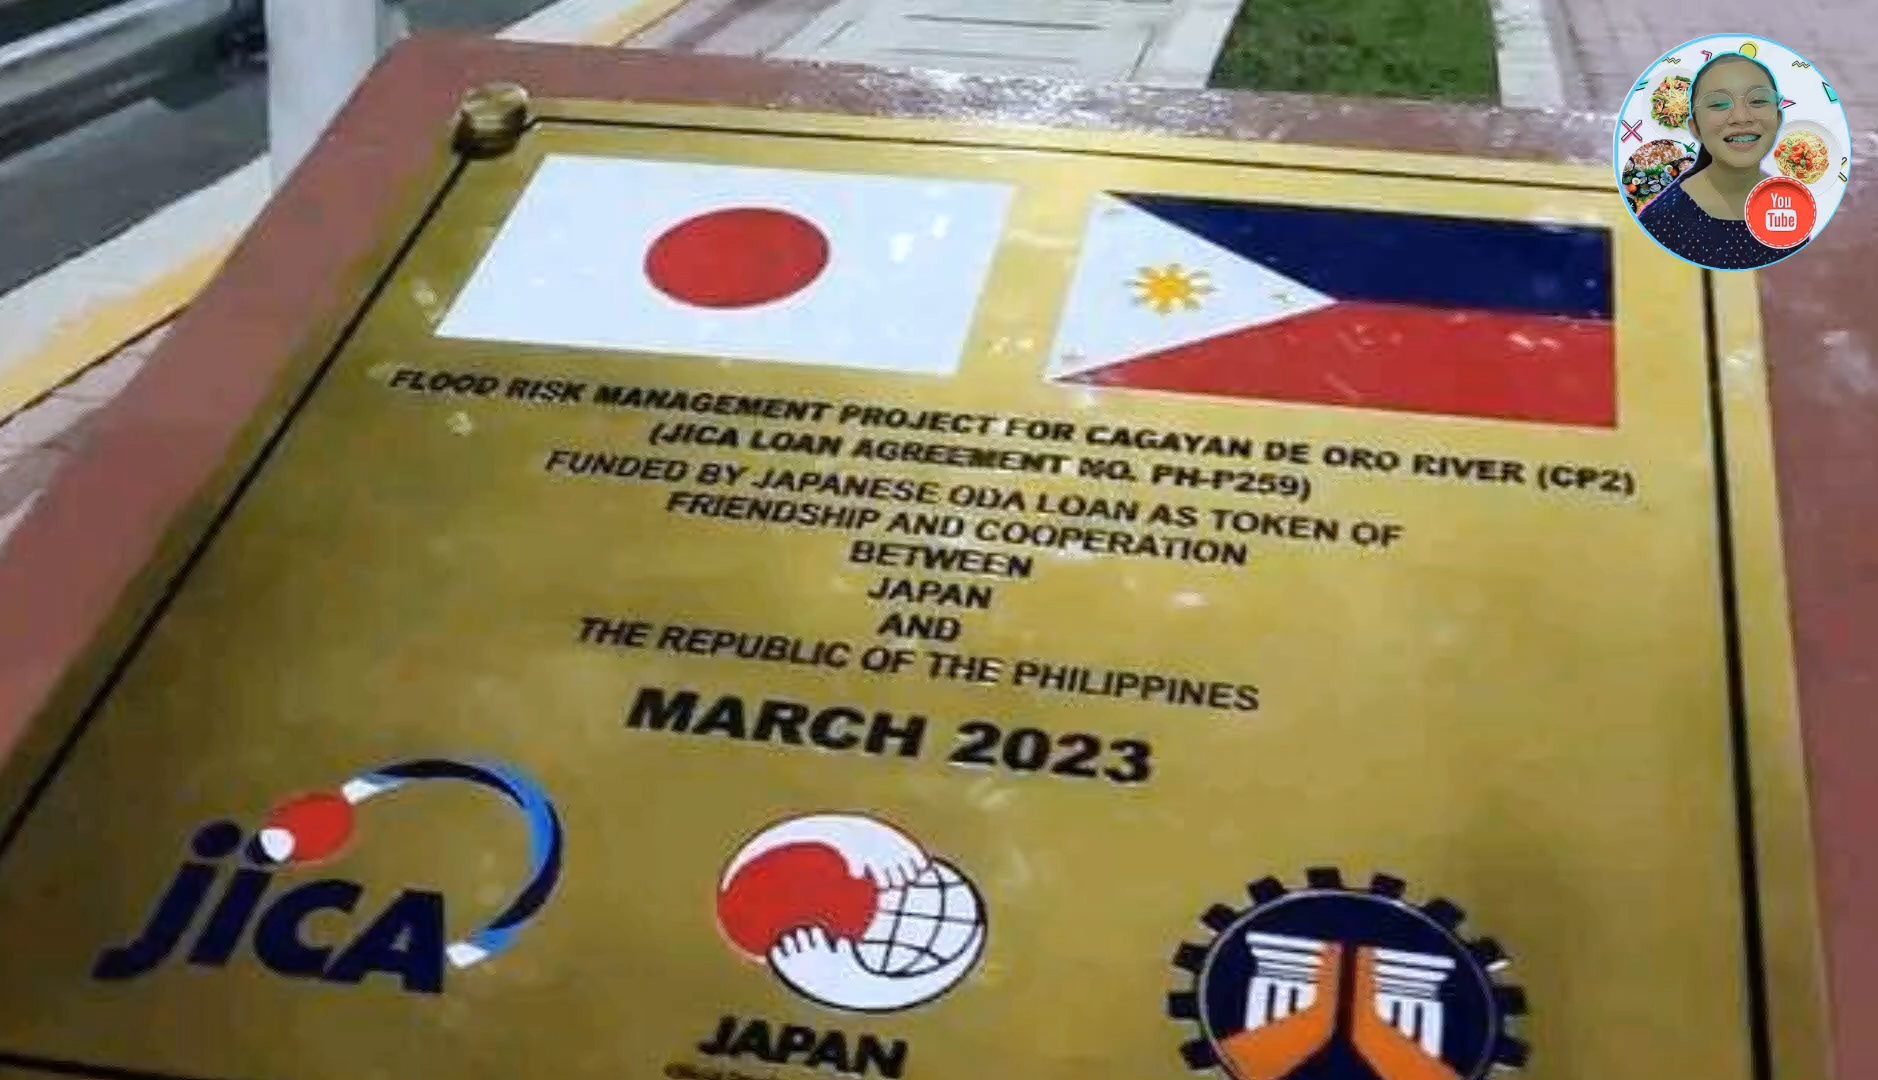 You
Tube
FLOOD RISK MANAGEMENT PROJECT FOR CAGAYAN DE ORO RIVER (CP2)
(JICA LOAN AGREEMENT NO. PH-P259)
FUNDED BY JAPANESE ODA LOAN AS TOKEN OF
FRIENDSHIP AND COOPERATION
BETWEEN
JAPAN
AND
THE REPUBLIC OF THE PHILIPPINES
MARCH 2023
jICA
JAPAN